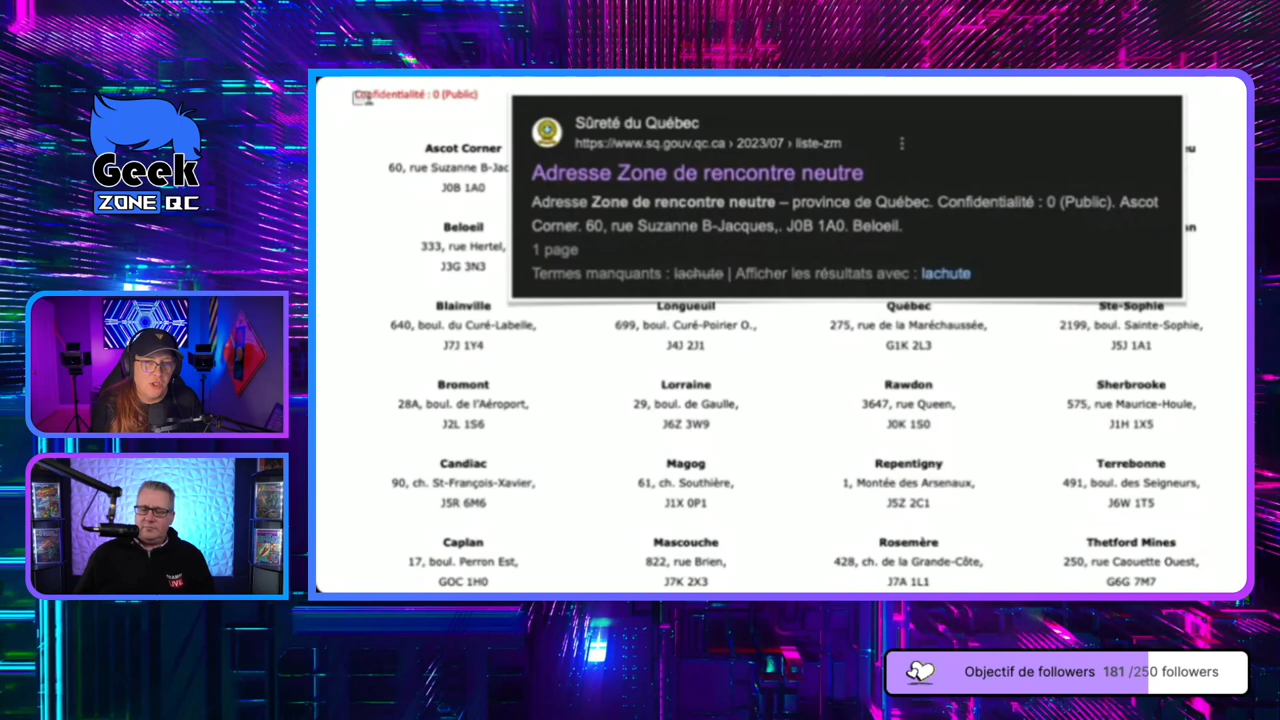 Geek
ZONE QC
Confidentialité : 0 (Public)
Sûreté du Québec
https://www.sq.gouv.qc.ca › 2023/07 › liste-zrn
Adresse Zone de rencontre neutre
Adresse Zone de rencontre neutre – province de Québec. Confidentialité : 0 (Public). Ascot
Corner. 60, rue Suzanne B-Jacques,. J0B 1A0. Beloeil.
1 page
Termes manquants : lachute | Afficher les résultats avec : lachute
Ascot Corner
60, rue Suzanne B-Jac
J0B 1A0
Beloeil
333, rue Hertel,
J3G 3N3
Blainville
640, boul. du Curé-Labelle,
J7J 1Y4
Longueuil
699, boul. Curé-Poirier O.,
J4J 2J1
Québec
275, rue de la Maréchaussée,
G1K 2L3
Ste-Sophie
2199, boul. Sainte-Sophie,
J5J 1A1
Bromont
28A, boul. de l'Aéroport,
J2L 1S6
Lorraine
29, boul. de Gaulle,
J6Z 3W9
Rawdon
3647, rue Queen,
J0K 1S0
Sherbrooke
575, rue Maurice-Houle,
J1H 1X5
Candiac
90, ch. St-François-Xavier,
J5R 6M6
Magog
61, ch. Southière,
J1X 0P1
Repentigny
1, Montée des Arsenaux,
J5Z 2C1
Terrebonne
491, boul. des Seigneurs,
J6W 1T5
Caplan
17, boul. Perron Est,
GOC 1H0
Mascouche
822, rue Brien,
J7K 2X3
Rosemère
428, ch. de la Grande-Côte,
J7A 1L1
Thetford Mines
250, rue Caouette Ouest,
G6G 7M7
LIVE
Objectif de followers 181 /250 followers